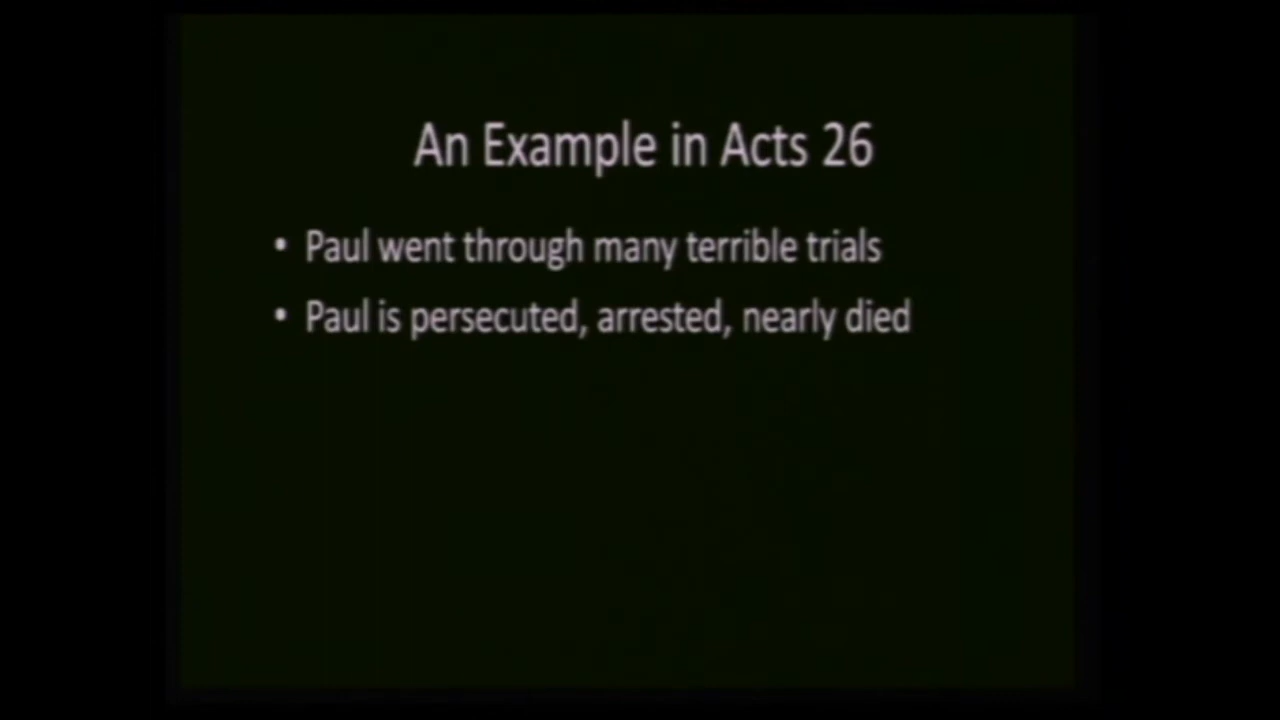 An Example in Acts 26
• Paul went through many terrible trials
• Paul is persecuted, arrested, nearly died